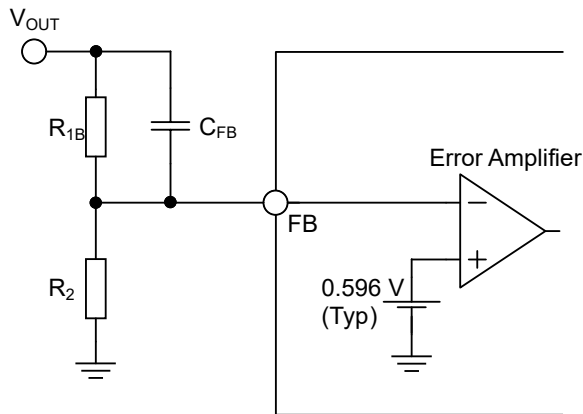 VOUT
R1B
CFB
Error Amplifier
FB
−
+
R2
0.596 V
(Typ)